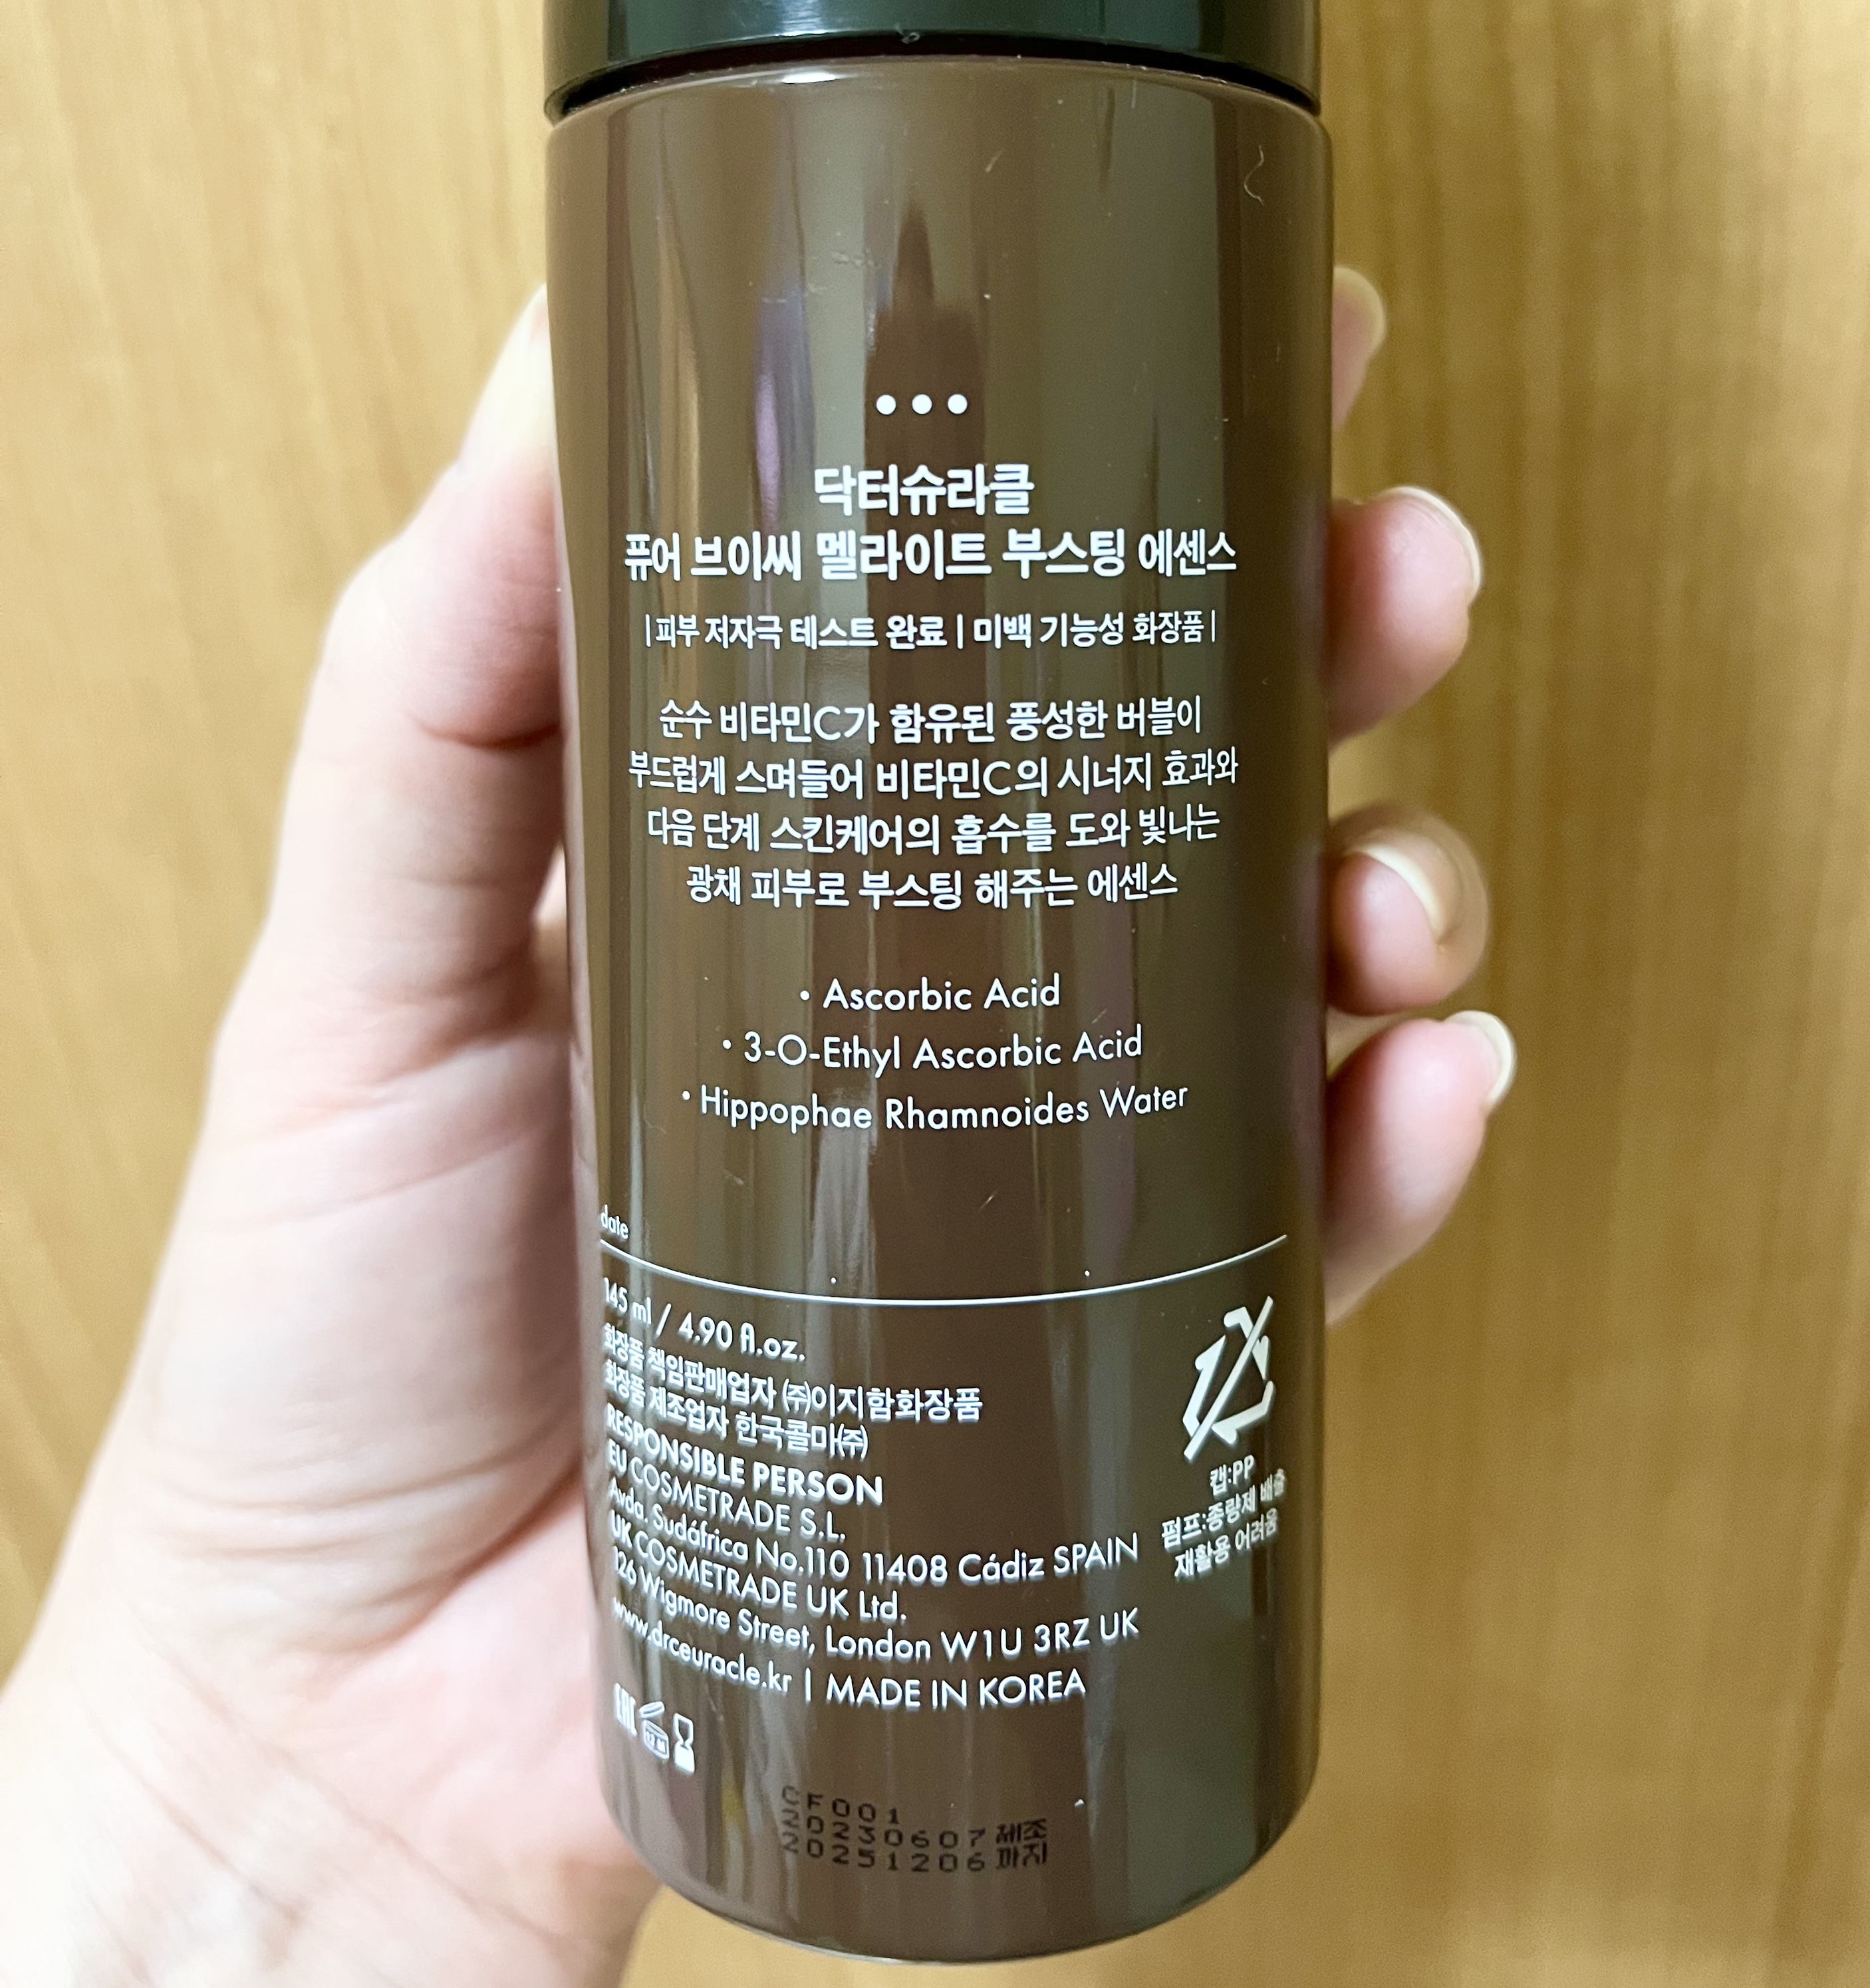 닥터슈라클
퓨어 브이씨 멜라이트 부스팅 에센스
| 피부 저자극 테스트 완료 | 미백 기능성 화장품 |
순수 비타민C가 함유된 풍성한 버블이
부드럽게 스며들어 비타민C의 시너지 효과와
다음 단계 스킨케어의 흡수를 도와 빛나는
광채 피부로 부스팅 해주는 에센스
• Ascorbic Acid
• 3-O-Ethyl Ascorbic Acid
• Hippophae Rhamnoides Water
date
145 ml / 4.90 fl.oz.
화장품 책임판매업자 ㈜이지함화장품
화장품 제조업자 한국콜마㈜
RESPONSIBLE PERSON
EU COSMETRADE S.L.
Avda. Sudáfrica No.110 11408 Cádiz SPAIN
UK COSMETRADE UK Ltd.
126 Wigmore Street, London W1U 3RZ UK
www.drceuracle.kr | MADE IN KOREA
캡:PP
펌프:종량제 배출
재활용 어려움
EAC
12 M
CF001
20230607 제조
20251206 까지